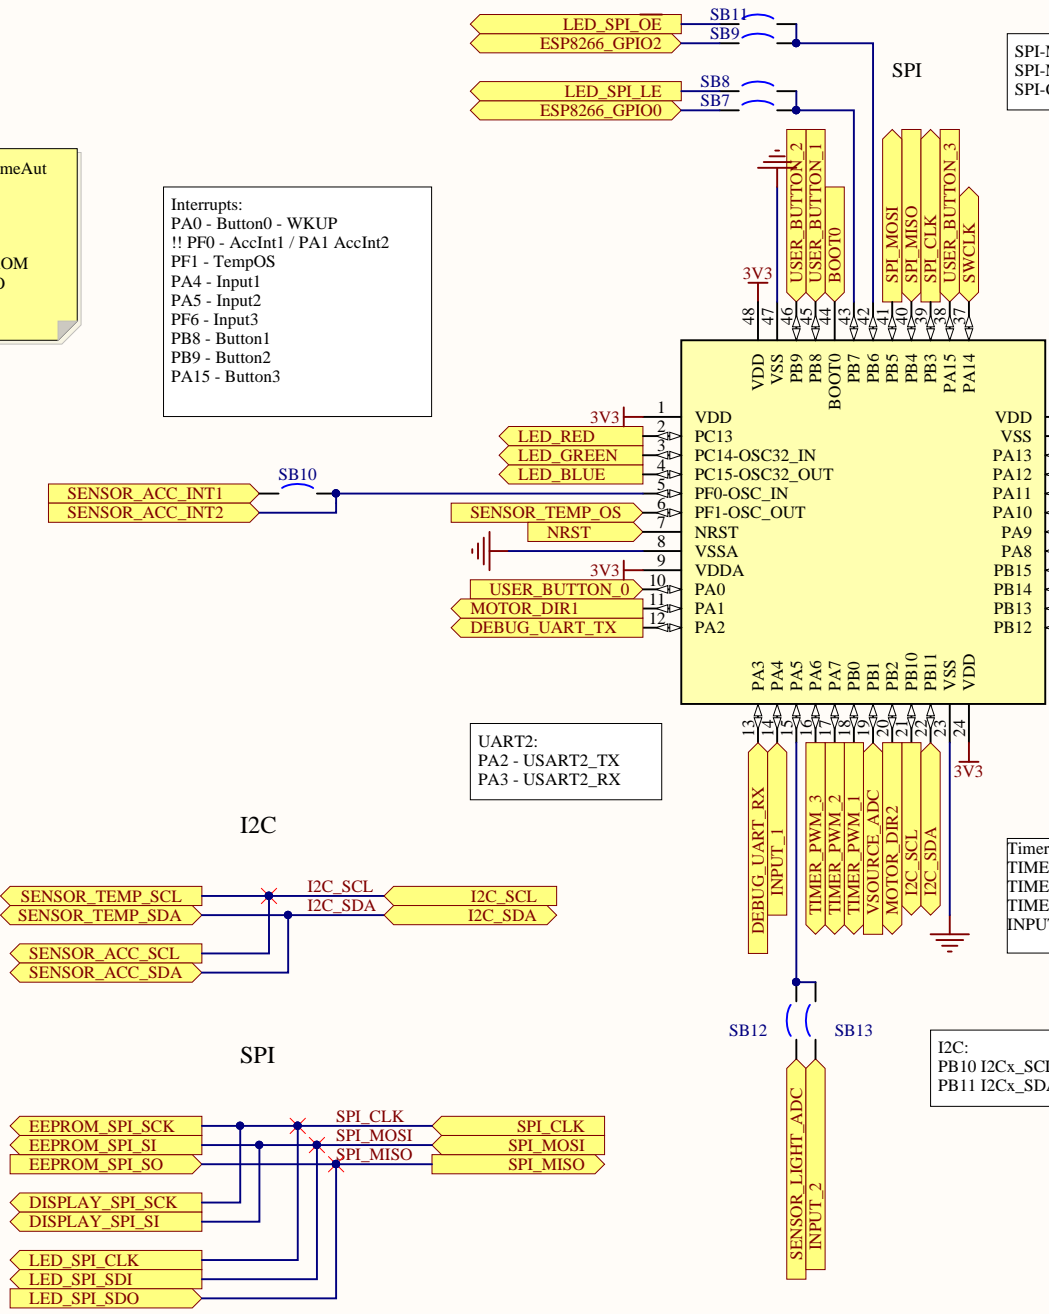 LED_SPI_OE
SB11
ESP8266_GPIO2
SB9
LED_SPI_LE
SB8
ESP8266_GPIO0
SB7
SPI
meAut
OM
Interrupts:
PA0 - Button0 - WKUP
!! PF0 - AccInt1 / PA1 AccInt2
PF1 - TempOS
PA4 - Input1
PA5 - Input2
PF6 - Input3
PB8 - Button1
PB9 - Button2
PA15 - Button3
USER_BUTTON_2
USER_BUTTON_1
BOOT0
SPI_MOSI
SPI_MISO
SPI_CLK
USER_BUTTON_3
SWCLK
3V3
48
47
46
45
44
43
42
41
40
39
38
37
VDD
VSS
PB9
PB8
BOOT0
PB7
PB6
PB5
PB4
PB3
PA15
PA14
3V3 1 VDD
LED_RED 2 PC13
LED_GREEN 3 PC14-OSC32_IN
LED_BLUE 4 PC15-OSC32_OUT
SENSOR_ACC_INT1 SB10 5 PF0-OSC_IN
SENSOR_ACC_INT2
SENSOR_TEMP_OS 6 PF1-OSC_OUT
NRST 7 NRST
8 VSSA
3V3 9 VDDA
USER_BUTTON_0 10 PA0
MOTOR_DIR1 11 PA1
DEBUG_UART_TX 12 PA2
VDD
VSS
PA13
PA12
PA11
PA10
PA9
PA8
PB15
PB14
PB13
PB12
PA3
PA4
PA5
PA6
PA7
PB0
PB1
PB2
PB10
PB11
VSS
VDD
13
14
15
16
17
18
19
20
21
22
23
24
3V3
DEBUG_UART_RX
INPUT_1
TIMER_PWM_3
TIMER_PWM_2
TIMER_PWM_1
VSOURCE_ADC
MOTOR_DIR2
I2C_SCL
I2C_SDA
UART2:
PA2 - USART2_TX
PA3 - USART2_RX
Timer
TIME
TIME
TIME
INPU
I2C
SENSOR_TEMP_SCL I2C_SCL I2C_SCL
SENSOR_TEMP_SDA I2C_SDA I2C_SDA
SENSOR_ACC_SCL
SENSOR_ACC_SDA
SB12
SB13
SENSOR_LIGHT_ADC
INPUT_2
I2C:
PB10 I2Cx_SCL
PB11 I2Cx_SDA
SPI
EEPROM_SPI_SCK SPI_CLK SPI_CLK
EEPROM_SPI_SI SPI_MOSI SPI_MOSI
EEPROM_SPI_SO SPI_MISO SPI_MISO
DISPLAY_SPI_SCK
DISPLAY_SPI_SI
LED_SPI_CLK
LED_SPI_SDI
LED_SPI_SDO